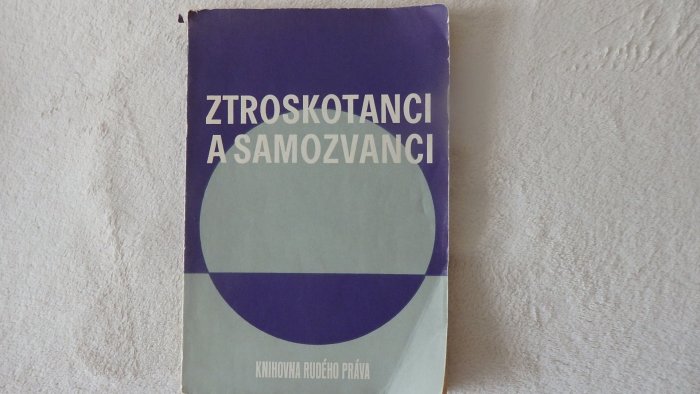 ZTROSKOTANCI
A SAMOZVANCI
KNIHOVNA RUDÉHO PRÁVA